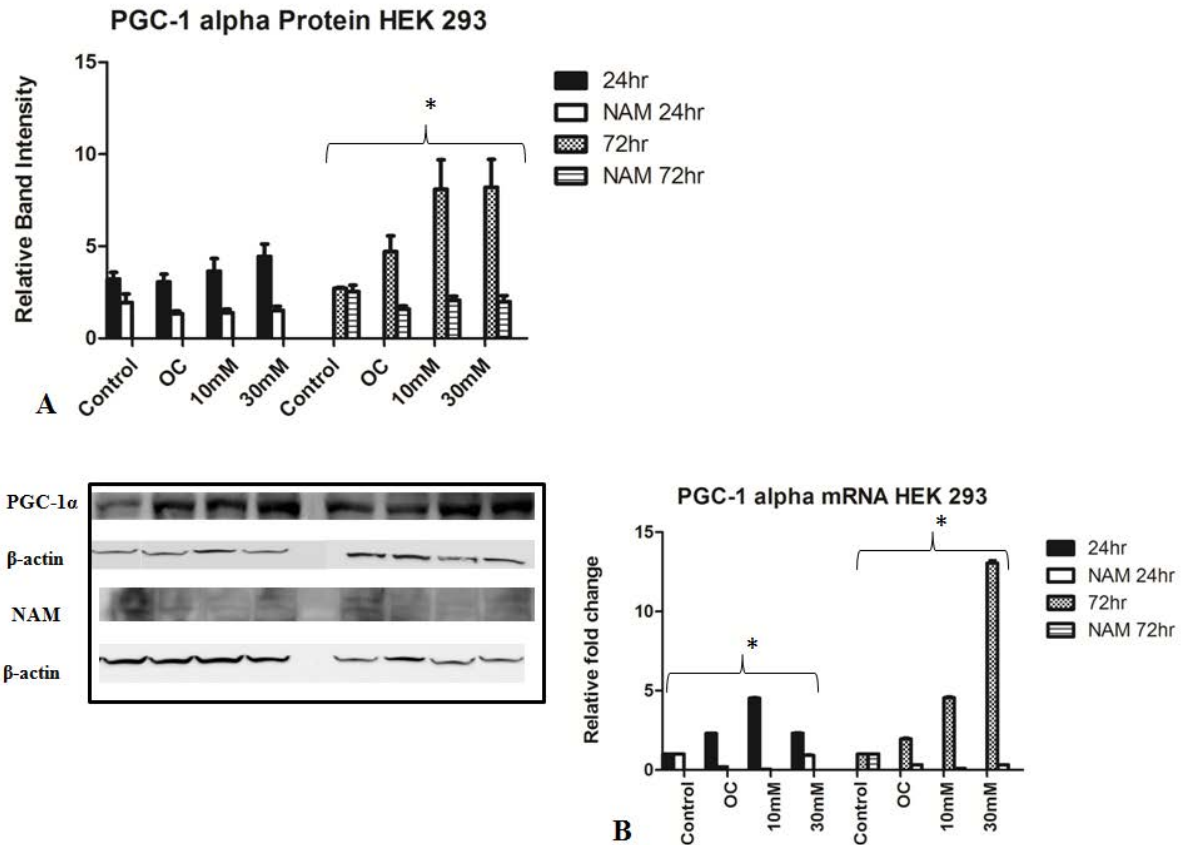 PGC-1 alpha Protein HEK 293
Relative Band Intensity
15
10
5
0
*
24hr
NAM 24hr
72hr
NAM 72hr
Control
OC
10mM
30mM
Control
OC
10mM
30mM
A
PGC-1α
β-actin
NAM
β-actin
PGC-1 alpha mRNA HEK 293
Relative fold change
15
10
5
0
*
*
24hr
NAM 24hr
72hr
NAM 72hr
Control
OC
10mM
30mM
Control
OC
10mM
30mM
B